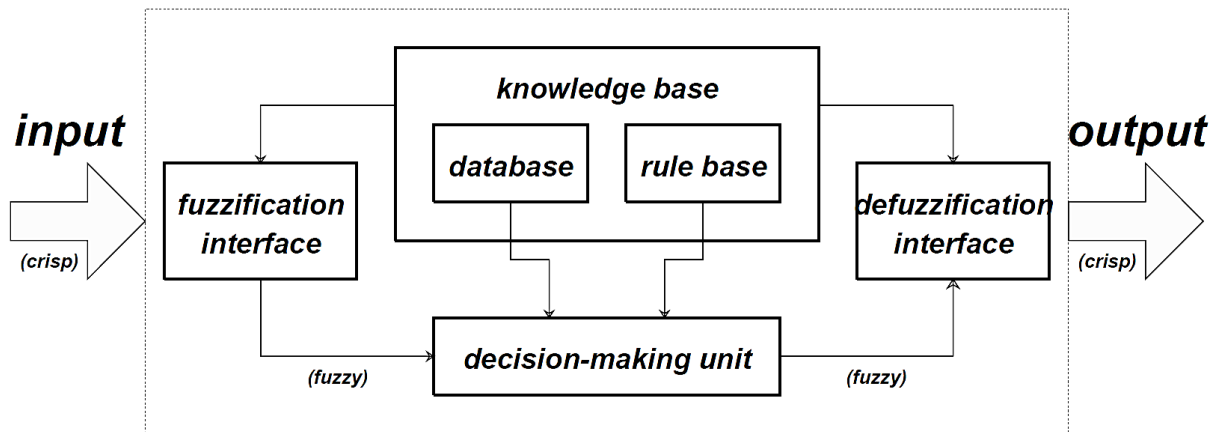 knowledge base
input
output
database
rule base
fuzzification
interface
defuzzification
interface
(crisp)
(crisp)
decision-making unit
(fuzzy)
(fuzzy)